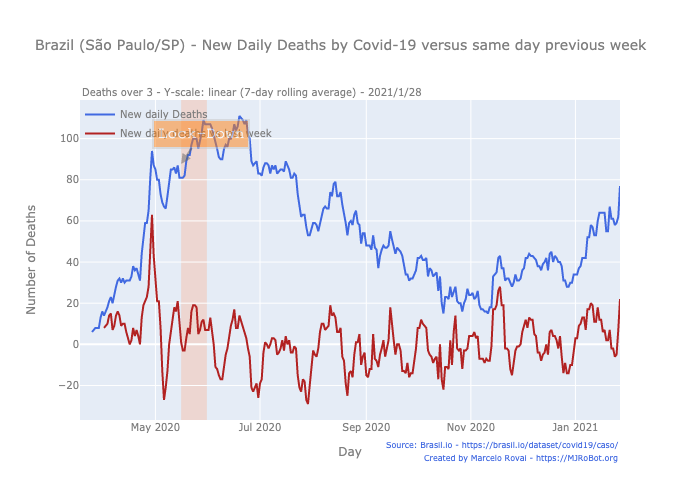 Brazil (São Paulo/SP) - New Daily Deaths by Covid-19 versus same day previous week
Deaths over 3 - Y-scale: linear (7-day rolling average) - 2021/1/28
New daily Deaths
New daily week
Number of Deaths
100
80
60
40
20
0
−20
May 2020
Jul 2020
Sep 2020
Nov 2020
Jan 2021
Day
Source: Brasil.io - https://brasil.io/dataset/covid19/caso/
Created by Marcelo Rovai - https://MJRoBot.org